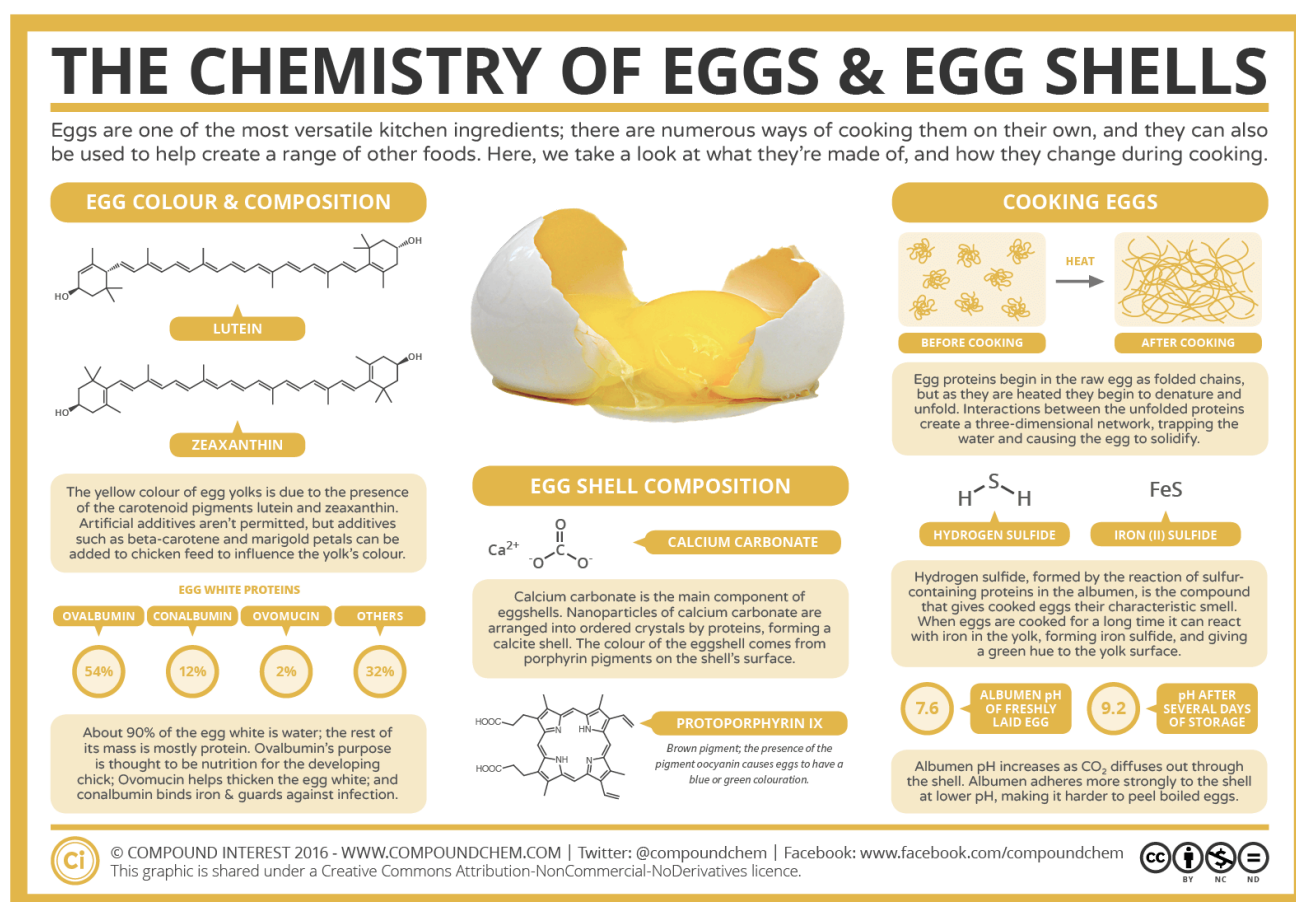 THE CHEMISTRY OF EGGS & EGG SHELLS
Eggs are one of the most versatile kitchen ingredients; there are numerous ways of cooking them on their own, and they can also
be used to help create a range of other foods. Here, we take a look at what they're made of, and how they change during cooking.
EGG COLOUR & COMPOSITION
OH
HO
LUTEIN
OH
HO
ZEAXANTHIN
The yellow colour of egg yolks is due to the presence
of the carotenoid pigments lutein and zeaxanthin.
Artificial additives aren't permitted, but additives
such as beta-carotene and marigold petals can be
added to chicken feed to influence the yolk's colour.
EGG WHITE PROTEINS
OVALBUMIN CONALBUMIN OVOMUCIN OTHERS
54% 12% 2% 32%
About 90% of the egg white is water; the rest of
its mass is mostly protein. Ovalbumin's purpose
is thought to be nutrition for the developing
chick; Ovomucin helps thicken the egg white; and
conalbumin binds iron & guards against infection.
EGG SHELL COMPOSITION
O
Ca²⁺ C
⁻O O⁻
CALCIUM CARBONATE
Calcium carbonate is the main component of
eggshells. Nanoparticles of calcium carbonate are
arranged into ordered crystals by proteins, forming a
calcite shell. The colour of the eggshell comes from
porphyrin pigments on the shell's surface.
HOOC
N HN
NH N
HOOC
PROTOPORPHYRIN IX
Brown pigment; the presence of the
pigment oocyanin causes eggs to have a
blue or green colouration.
COOKING EGGS
HEAT
BEFORE COOKING AFTER COOKING
Egg proteins begin in the raw egg as folded chains,
but as they are heated they begin to denature and
unfold. Interactions between the unfolded proteins
create a three-dimensional network, trapping the
water and causing the egg to solidify.
S
H H
FeS
HYDROGEN SULFIDE IRON (II) SULFIDE
Hydrogen sulfide, formed by the reaction of sulfur-
containing proteins in the albumen, is the compound
that gives cooked eggs their characteristic smell.
When eggs are cooked for a long time it can react
with iron in the yolk, forming iron sulfide, and giving
a green hue to the yolk surface.
7.6
ALBUMEN pH
OF FRESHLY
LAID EGG
9.2
pH AFTER
SEVERAL DAYS
OF STORAGE
Albumen pH increases as CO₂ diffuses out through
the shell. Albumen adheres more strongly to the shell
at lower pH, making it harder to peel boiled eggs.
Ci
© COMPOUND INTEREST 2016 - WWW.COMPOUNDCHEM.COM | Twitter: @compoundchem | Facebook: www.facebook.com/compoundchem
This graphic is shared under a Creative Commons Attribution-NonCommercial-NoDerivatives licence.
cc
BY NC ND